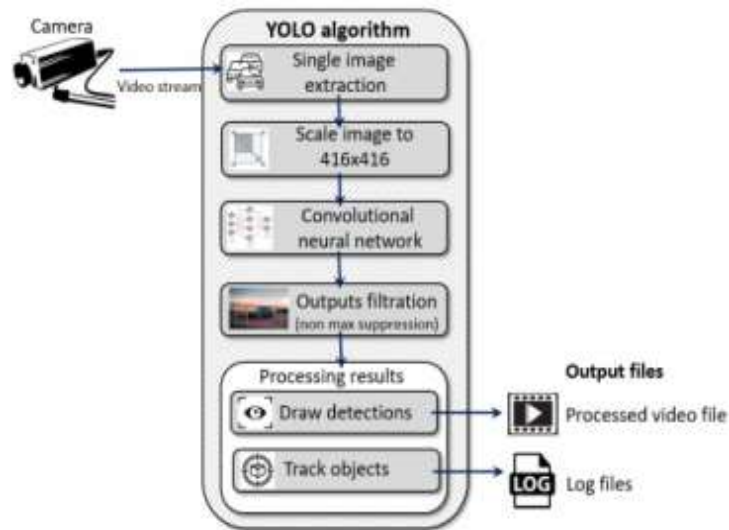 Camera
Video stream
YOLO algorithm
Single image
extraction
Scale image to
416x416
Convolutional
neural network
Outputs filtration
(non max suppression)
Processing results
Draw detections
Track objects
Output files
Processed video file
LOG
Log files